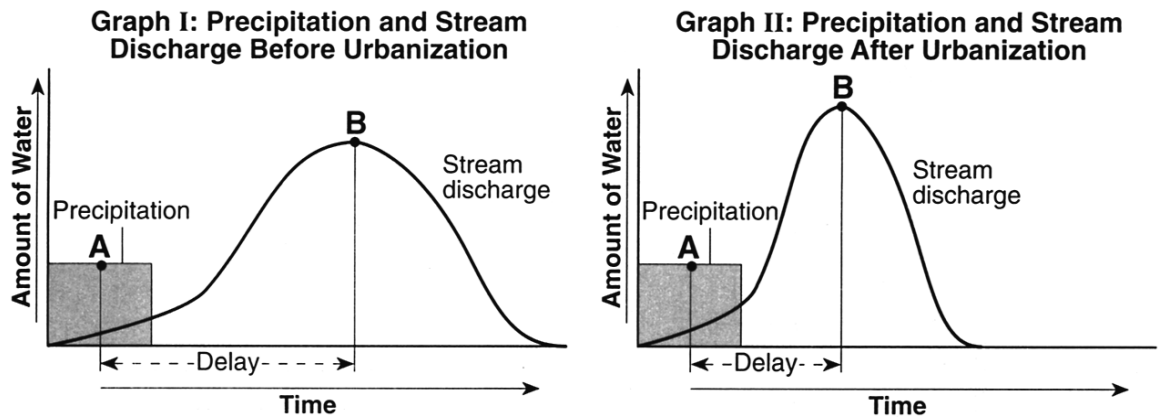 Graph I: Precipitation and Stream
Discharge Before Urbanization
Amount of Water
B
Stream
discharge
Precipitation
A
Delay
Time
Graph II: Precipitation and Stream
Discharge After Urbanization
Amount of Water
B
Stream
discharge
Precipitation
A
Delay
Time